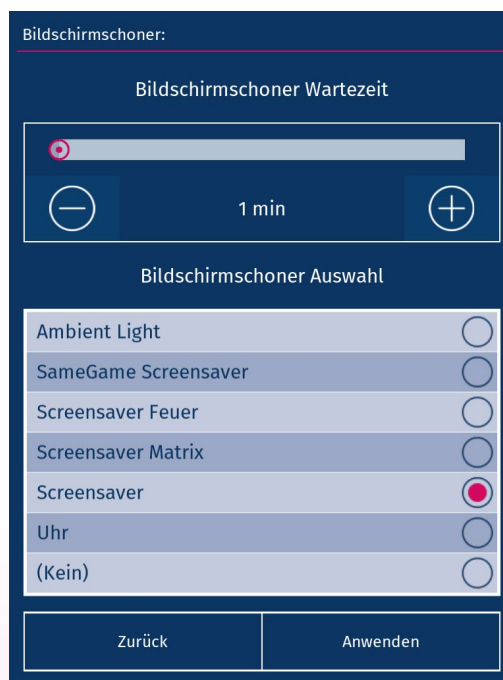 Bildschirmschoner:
Bildschirmschoner Wartezeit
1 min
Bildschirmschoner Auswahl
Ambient Light
SameGame Screensaver
Screensaver Feuer
Screensaver Matrix
Screensaver
Uhr
(Kein)
Zurück
Anwenden